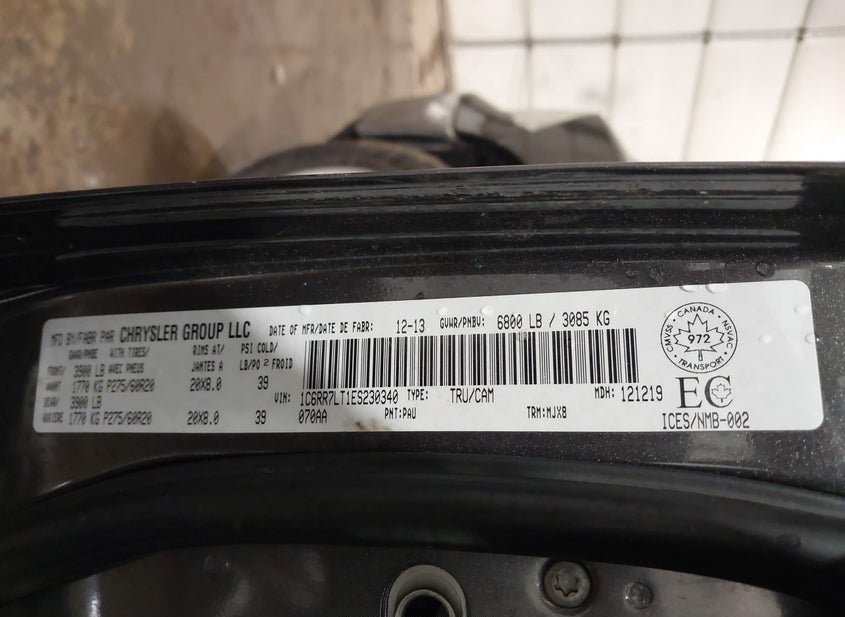 MFD BY/FABR PAR CHRYSLER GROUP LLC DATE OF MFR/DATE DE FABR: 12-13 GVWR/PNBV: 6800 LB / 3085 KG
GAWR/PNBE WITH TIRES/ RIMS AT/ PSI COLD/
FRONT/ 3900 LB AVEC PNEUS JANTES A LB/PO² FROID
AVANT 1770 KG P275/60R20 20X8.0 39
REAR/ 3900 LB
ARRIERE 1770 KG P275/60R20 20X8.0 39
VIN: 1C6RR7LT1ES230340 TYPE: TRU/CAM MDH: 121219
070AA PNT:PAU TRM:MJX8
CANADA
CMVSS NSVAC
972
TRANSPORT
EC
ICES/NMB-002